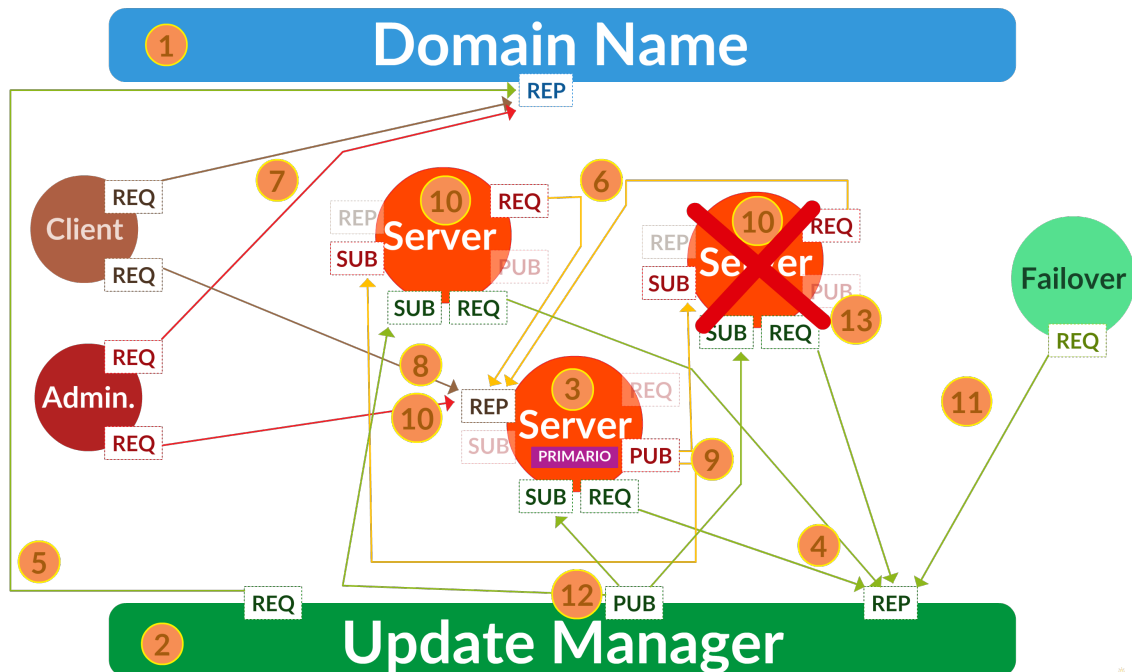 1
Domain Name
REP
7
6
REQ
Client
REQ
10
REQ
REP
Server
SUB
PUB
SUB
REQ
10
REQ
REP
Server
SUB
PUB
SUB
REQ
13
Failover
REQ
REQ
Admin.
REQ
8
10
3
REP
REQ
Server
SUB
PRIMARIO
PUB
9
SUB
REQ
11
4
5
12
REQ
PUB
REP
2
Update Manager